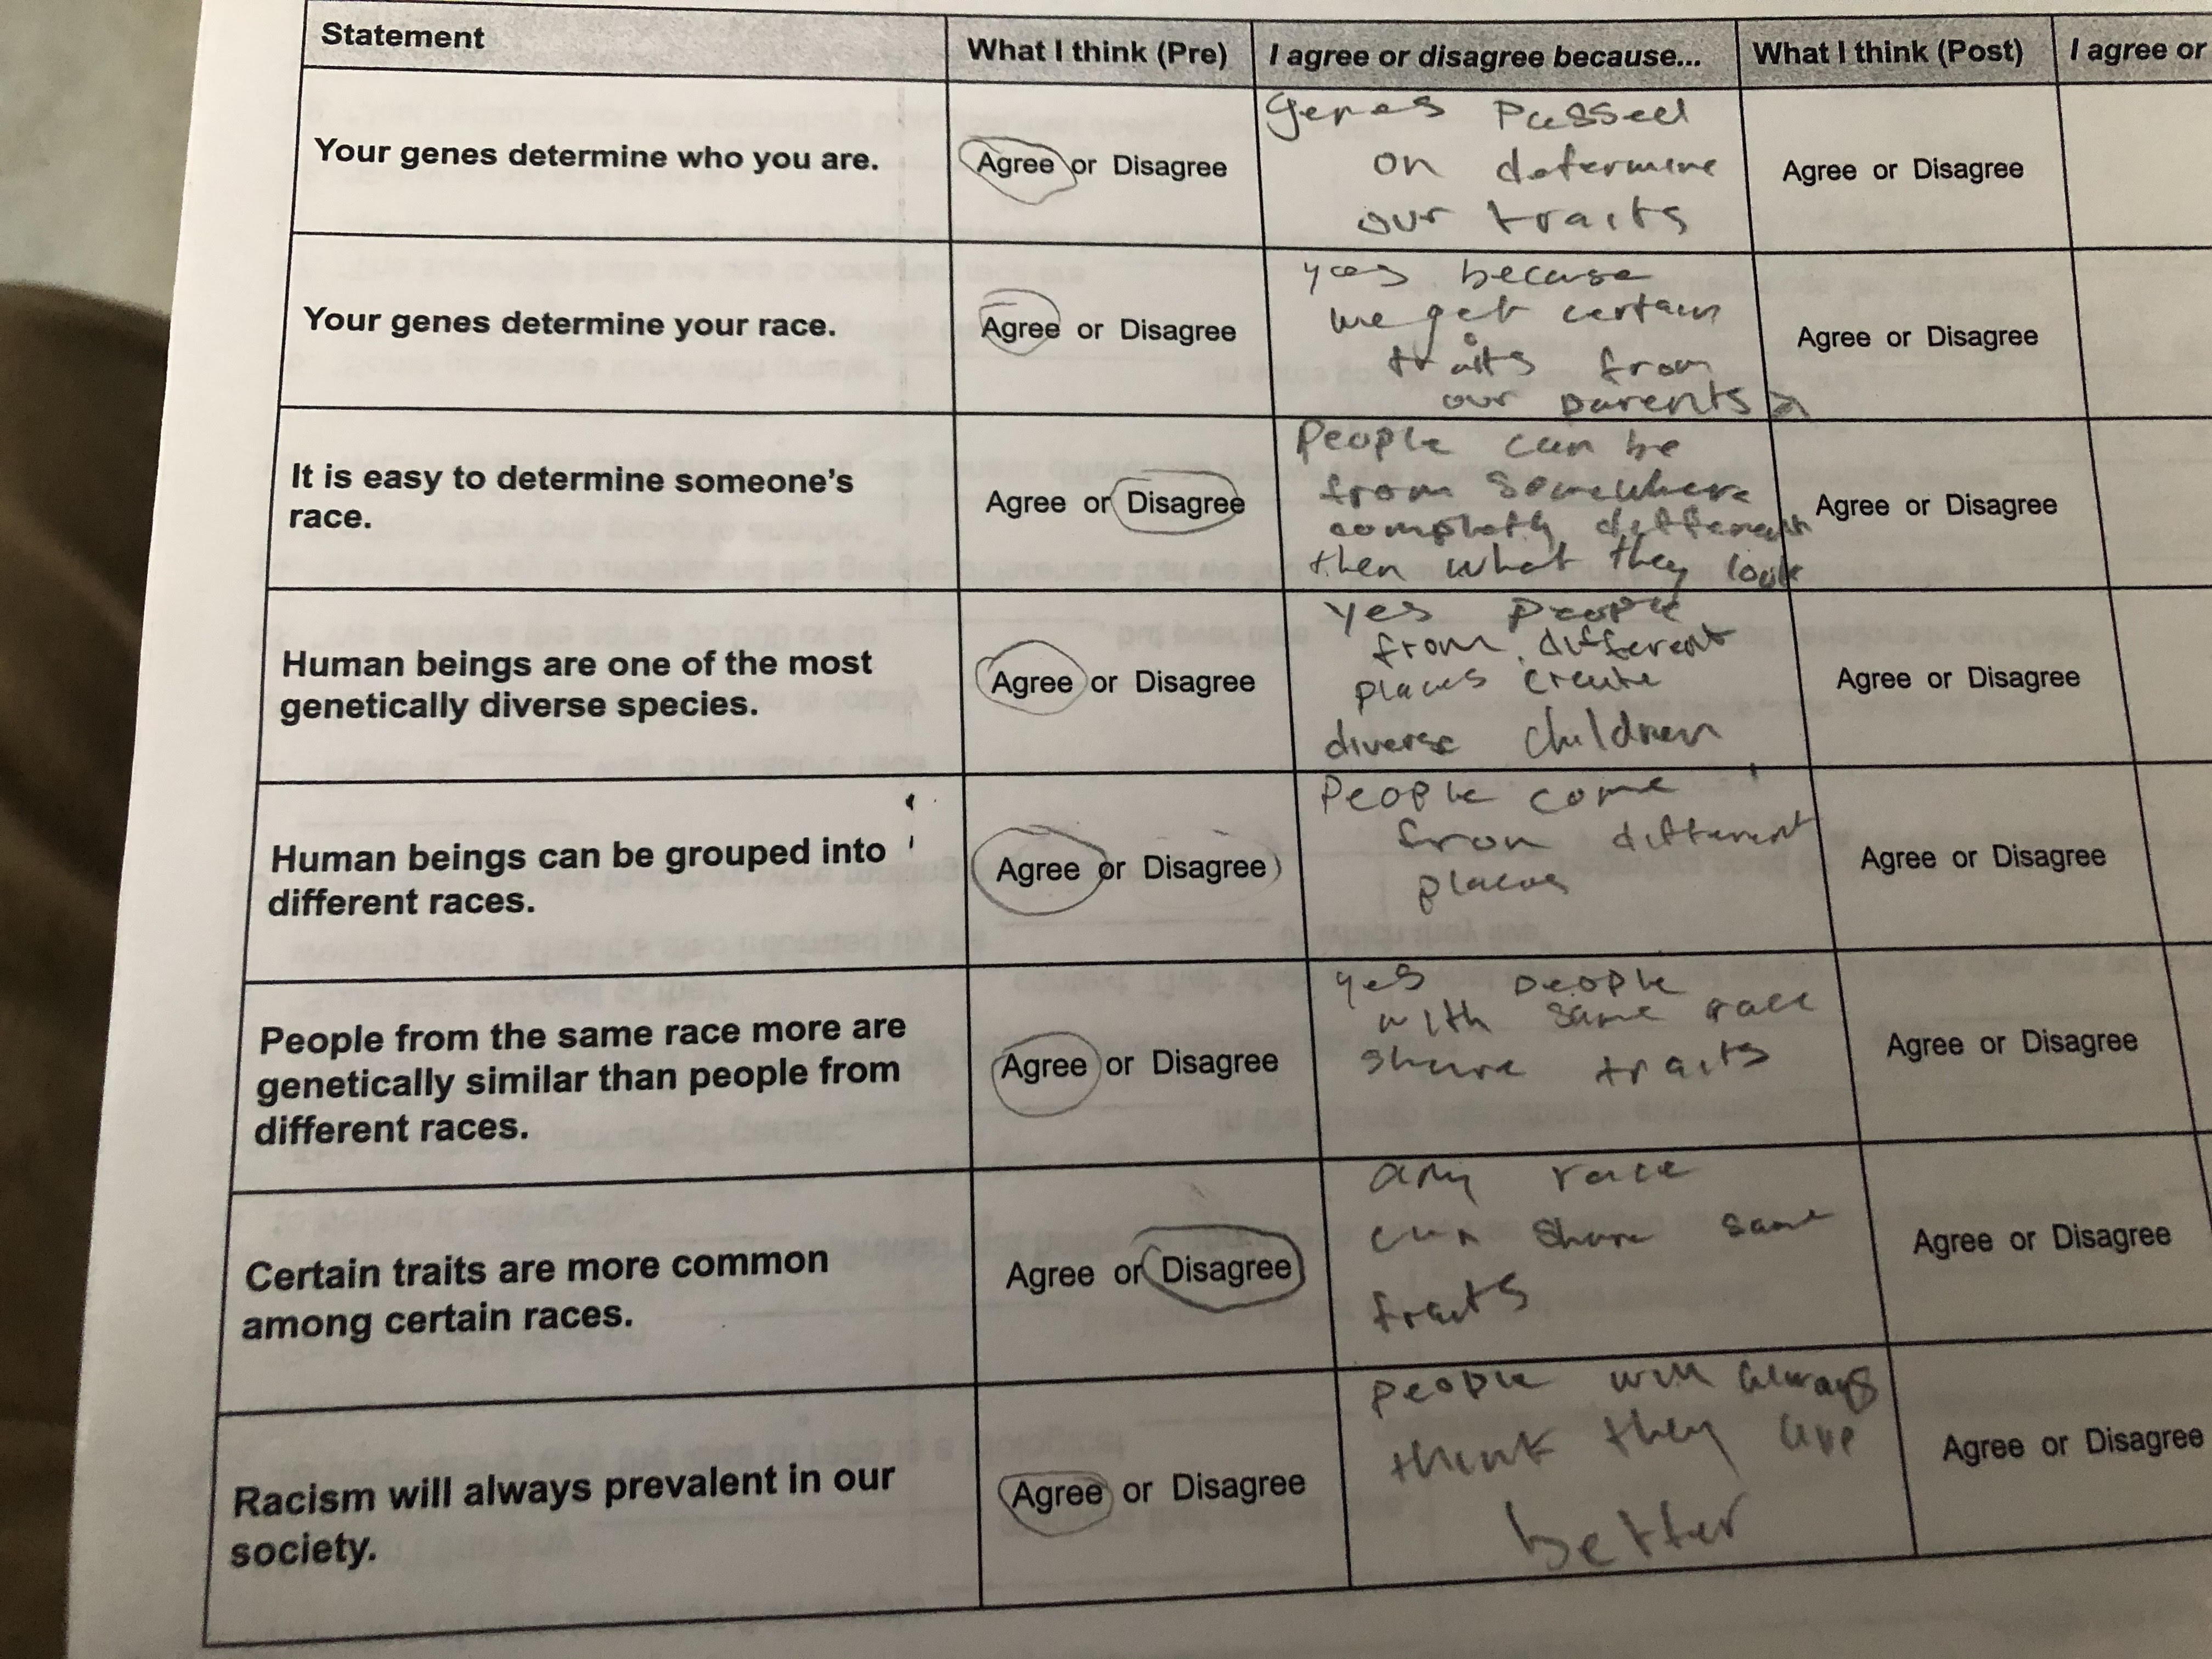 Statement
What I think (Pre)
I agree or disagree because...
What I think (Post)
I agree or
Your genes determine who you are.
Agree or Disagree
Genes Passed
on determine
our traits
Agree or Disagree
Your genes determine your race.
Agree or Disagree
yes because
we get certain
traits from
our parents
Agree or Disagree
It is easy to determine someone's
race.
Agree or Disagree
People can be
from somewhere
completly different
then what they look
Agree or Disagree
Human beings are one of the most
genetically diverse species.
Agree or Disagree
yes people
from different
places create
diverse children
Agree or Disagree
Human beings can be grouped into
different races.
Agree or Disagree
People come
from different
places
Agree or Disagree
People from the same race more are
genetically similar than people from
different races.
Agree or Disagree
yes people
with same race
share traits
Agree or Disagree
Certain traits are more common
among certain races.
Agree or Disagree
any race
can share same
traits
Agree or Disagree
Racism will always prevalent in our
society.
Agree or Disagree
people will always
think they are
better
Agree or Disagree